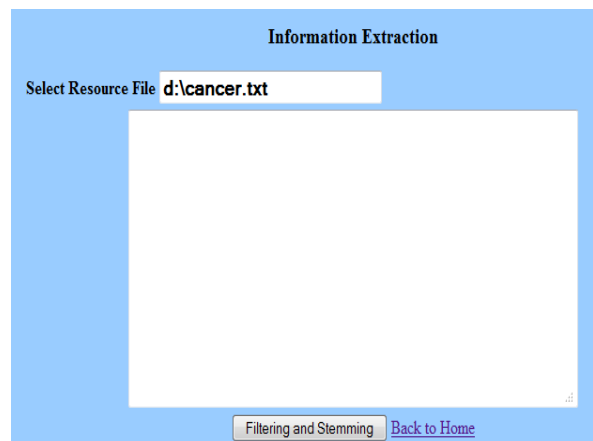 Information Extraction
Select Resource File d:\cancer.txt
Filtering and Stemming Back to Home